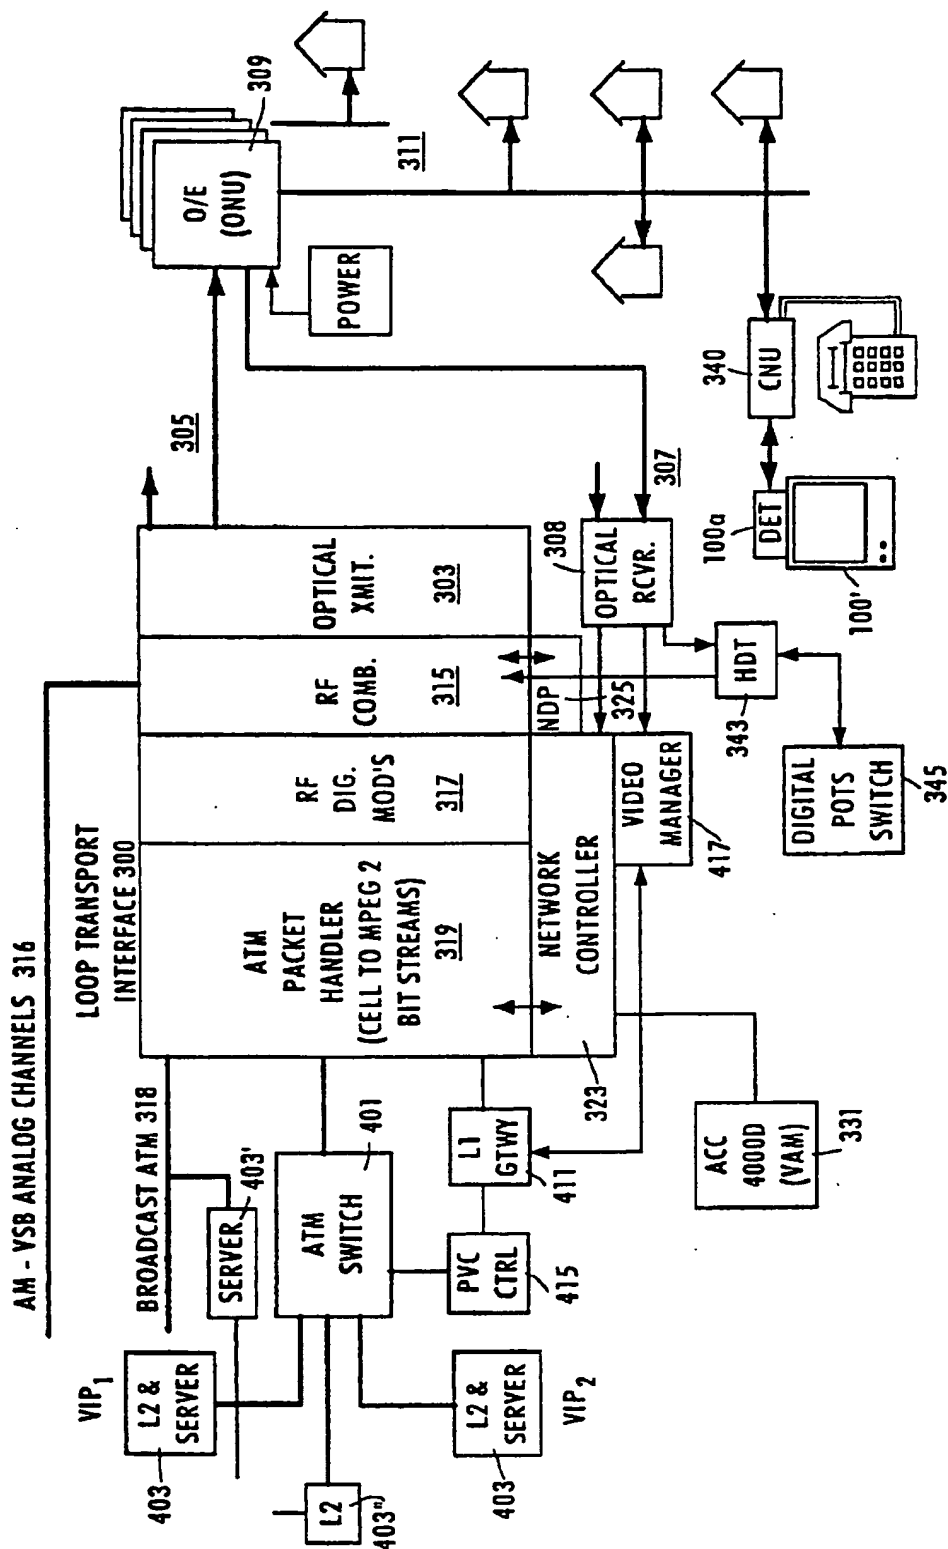 AM - VSB ANALOG CHANNELS 316
LOOP TRANSPORT
INTERFACE 300
BROADCAST ATM 318
SERVER
403'
VIP1
L2 &
SERVER
403
L2
403"
L2 &
SERVER
403
VIP2
ATM
SWITCH
401
PVC
CTRL
415
L1
GTWY
411
ATM
PACKET
HANDLER
(CELL TO MPEG 2
BIT STREAMS)
319
RF
DIG.
MOD'S
317
RF
COMB.
315
OPTICAL
XMIT.
303
NETWORK
CONTROLLER
323
NDP
325
VIDEO
MANAGER
417
ACC
4000D
(VAM)
331
305
307
OPTICAL
RCVR.
308
HDT
343
DIGITAL
POTS
SWITCH
345
O/E
(ONU)
309
POWER
311
CNU
340
DET
100a
100'